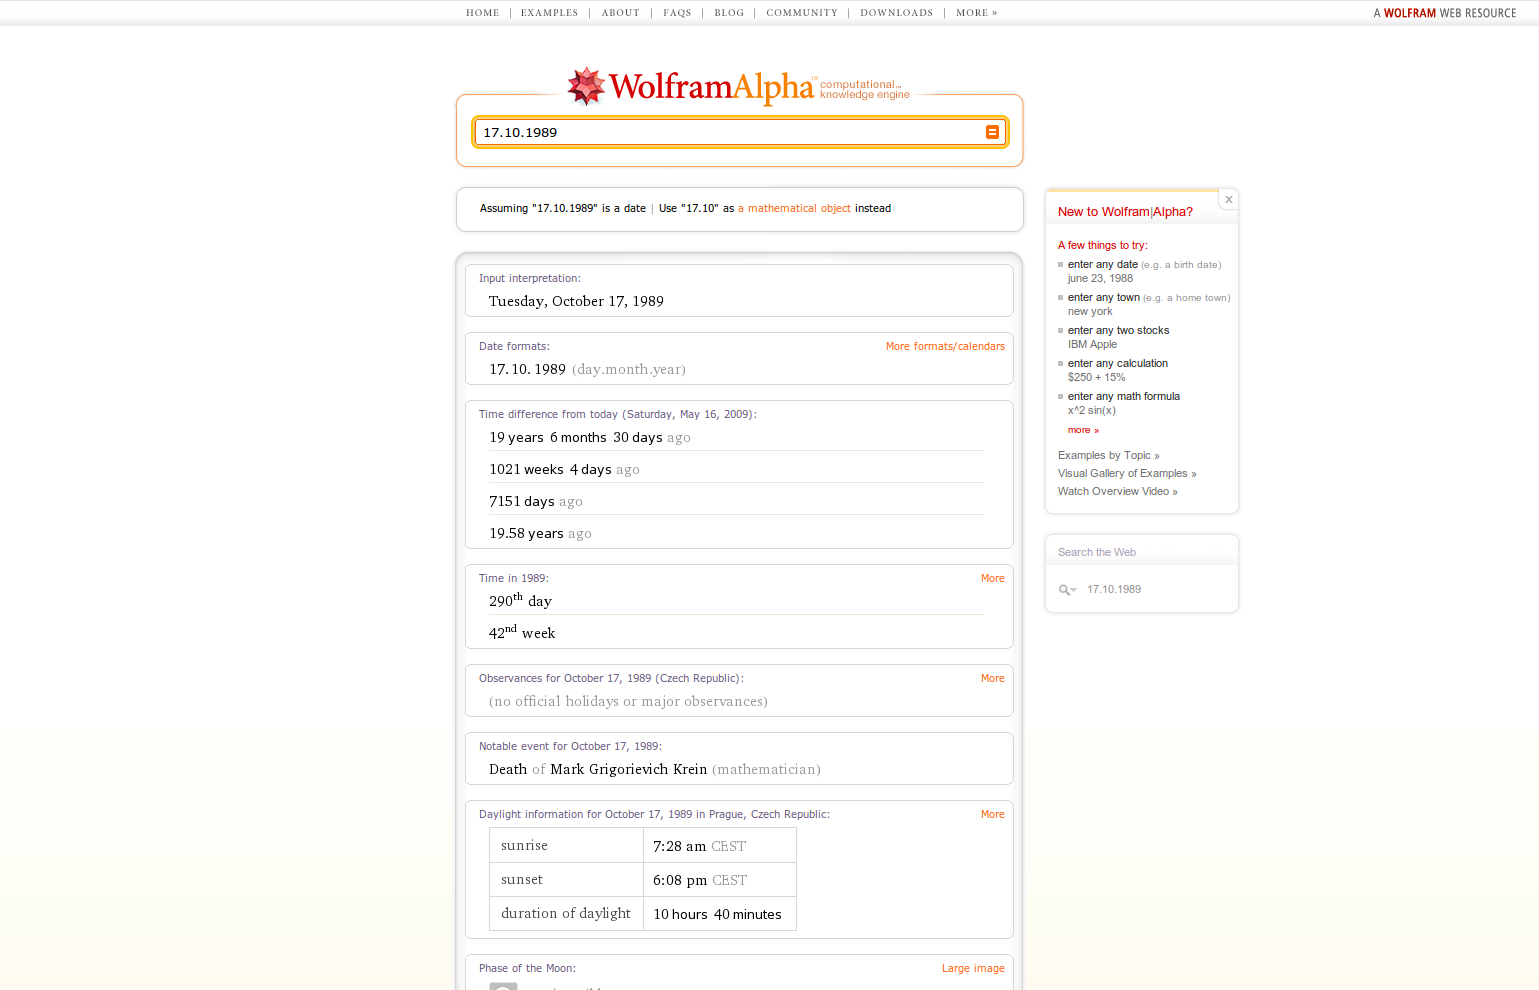 HOME | EXAMPLES | ABOUT | FAQS | BLOG | COMMUNITY | DOWNLOADS | MORE »
A WOLFRAM WEB RESOURCE
WolframAlpha™ computational...
knowledge engine
17.10.1989
Assuming "17.10.1989" is a date | Use "17.10" as a mathematical object instead
Input interpretation:
Tuesday, October 17, 1989
Date formats:
More formats/calendars
17.10.1989 (day.month.year)
Time difference from today (Saturday, May 16, 2009):
19 years 6 months 30 days ago
1021 weeks 4 days ago
7151 days ago
19.58 years ago
Time in 1989:
More
290th day
42nd week
Observances for October 17, 1989 (Czech Republic):
More
(no official holidays or major observances)
Notable event for October 17, 1989:
Death of Mark Grigorievich Krein (mathematician)
Daylight information for October 17, 1989 in Prague, Czech Republic:
More
sunrise 7:28 am CEST
sunset 6:08 pm CEST
duration of daylight 10 hours 40 minutes
Phase of the Moon:
Large image
x
New to Wolfram|Alpha?
A few things to try:
enter any date (e.g. a birth date)
june 23, 1988
enter any town (e.g. a home town)
new york
enter any two stocks
IBM Apple
enter any calculation
$250 + 15%
enter any math formula
x^2 sin(x)
more »
Examples by Topic »
Visual Gallery of Examples »
Watch Overview Video »
Search the Web
17.10.1989